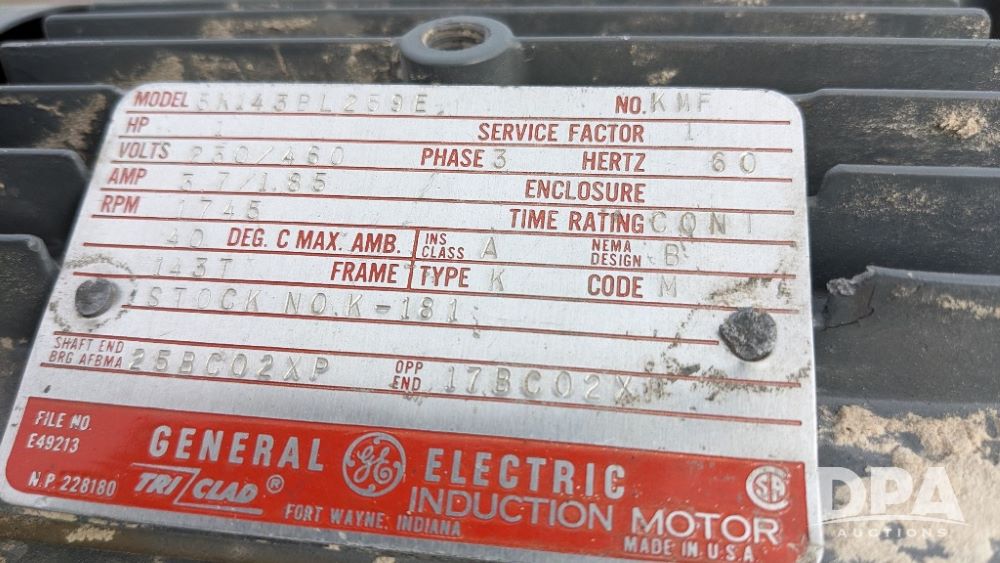 MODEL 5K143BL259E NO. KMF
HP 1 SERVICE FACTOR 1
VOLTS 230/460 PHASE 3 HERTZ 60
AMP 3.7/1.85 ENCLOSURE
RPM 1745 TIME RATING CONT
40 DEG. C MAX. AMB. INS CLASS A NEMA DESIGN B
143T FRAME TYPE K CODE M
STOCK NO. K-181
SHAFT END BRG AFBMA 25BC02XP OPP END
FILE NO.
E49213
N.P. 228180
GENERAL GE ELECTRIC
TRI CLAD ® INDUCTION MOTOR
FORT WAYNE, INDIANA
MADE IN U.S.A.
SA
DPA
AUCTIONS